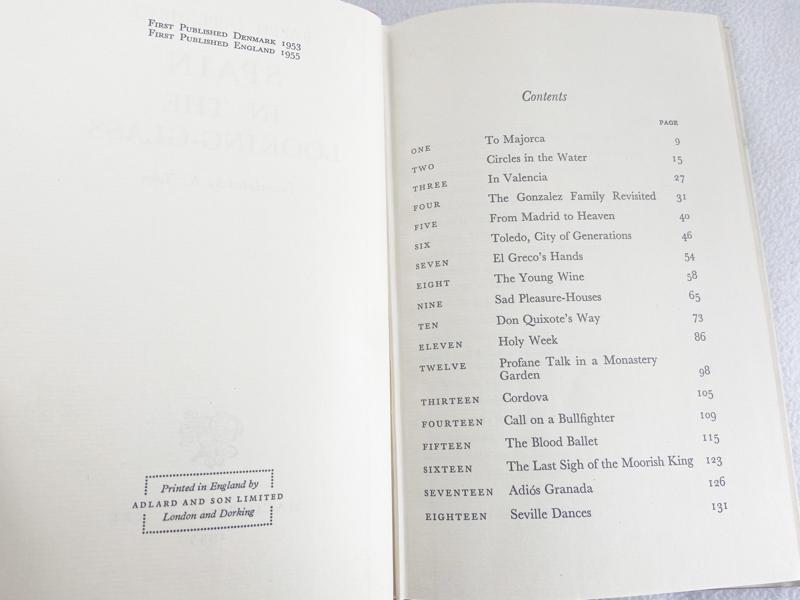 First Published Denmark 1953
First Published England 1955
SPAIN
IN THE
LOOKING-GLASS
Printed in England by
ADLARD AND SON LIMITED
London and Dorking
Contents
PAGE
ONE To Majorca 9
TWO Circles in the Water 15
THREE In Valencia 27
FOUR The Gonzalez Family Revisited 31
FIVE From Madrid to Heaven 40
SIX Toledo, City of Generations 46
SEVEN El Greco's Hands 54
EIGHT The Young Wine 58
NINE Sad Pleasure-Houses 65
TEN Don Quixote's Way 73
ELEVEN Holy Week 86
TWELVE Profane Talk in a Monastery
Garden 98
THIRTEEN Cordova 105
FOURTEEN Call on a Bullfighter 109
FIFTEEN The Blood Ballet 115
SIXTEEN The Last Sigh of the Moorish King 123
SEVENTEEN Adiós Granada 126
EIGHTEEN Seville Dances 131